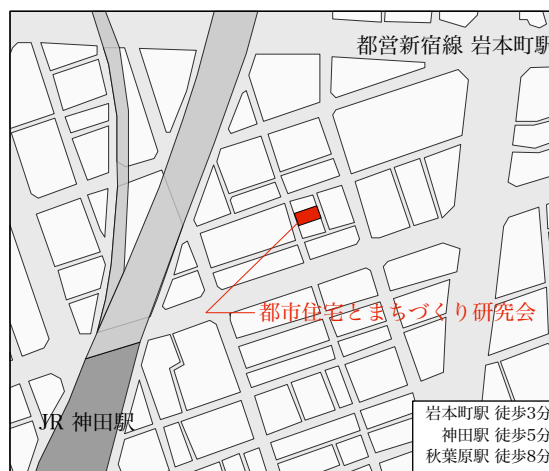 都営新宿線 岩本町駅
都市住宅とまちづくり研究会
JR 神田駅
岩本町駅 徒歩3分
神田駅 徒歩5分
秋葉原駅 徒歩8分